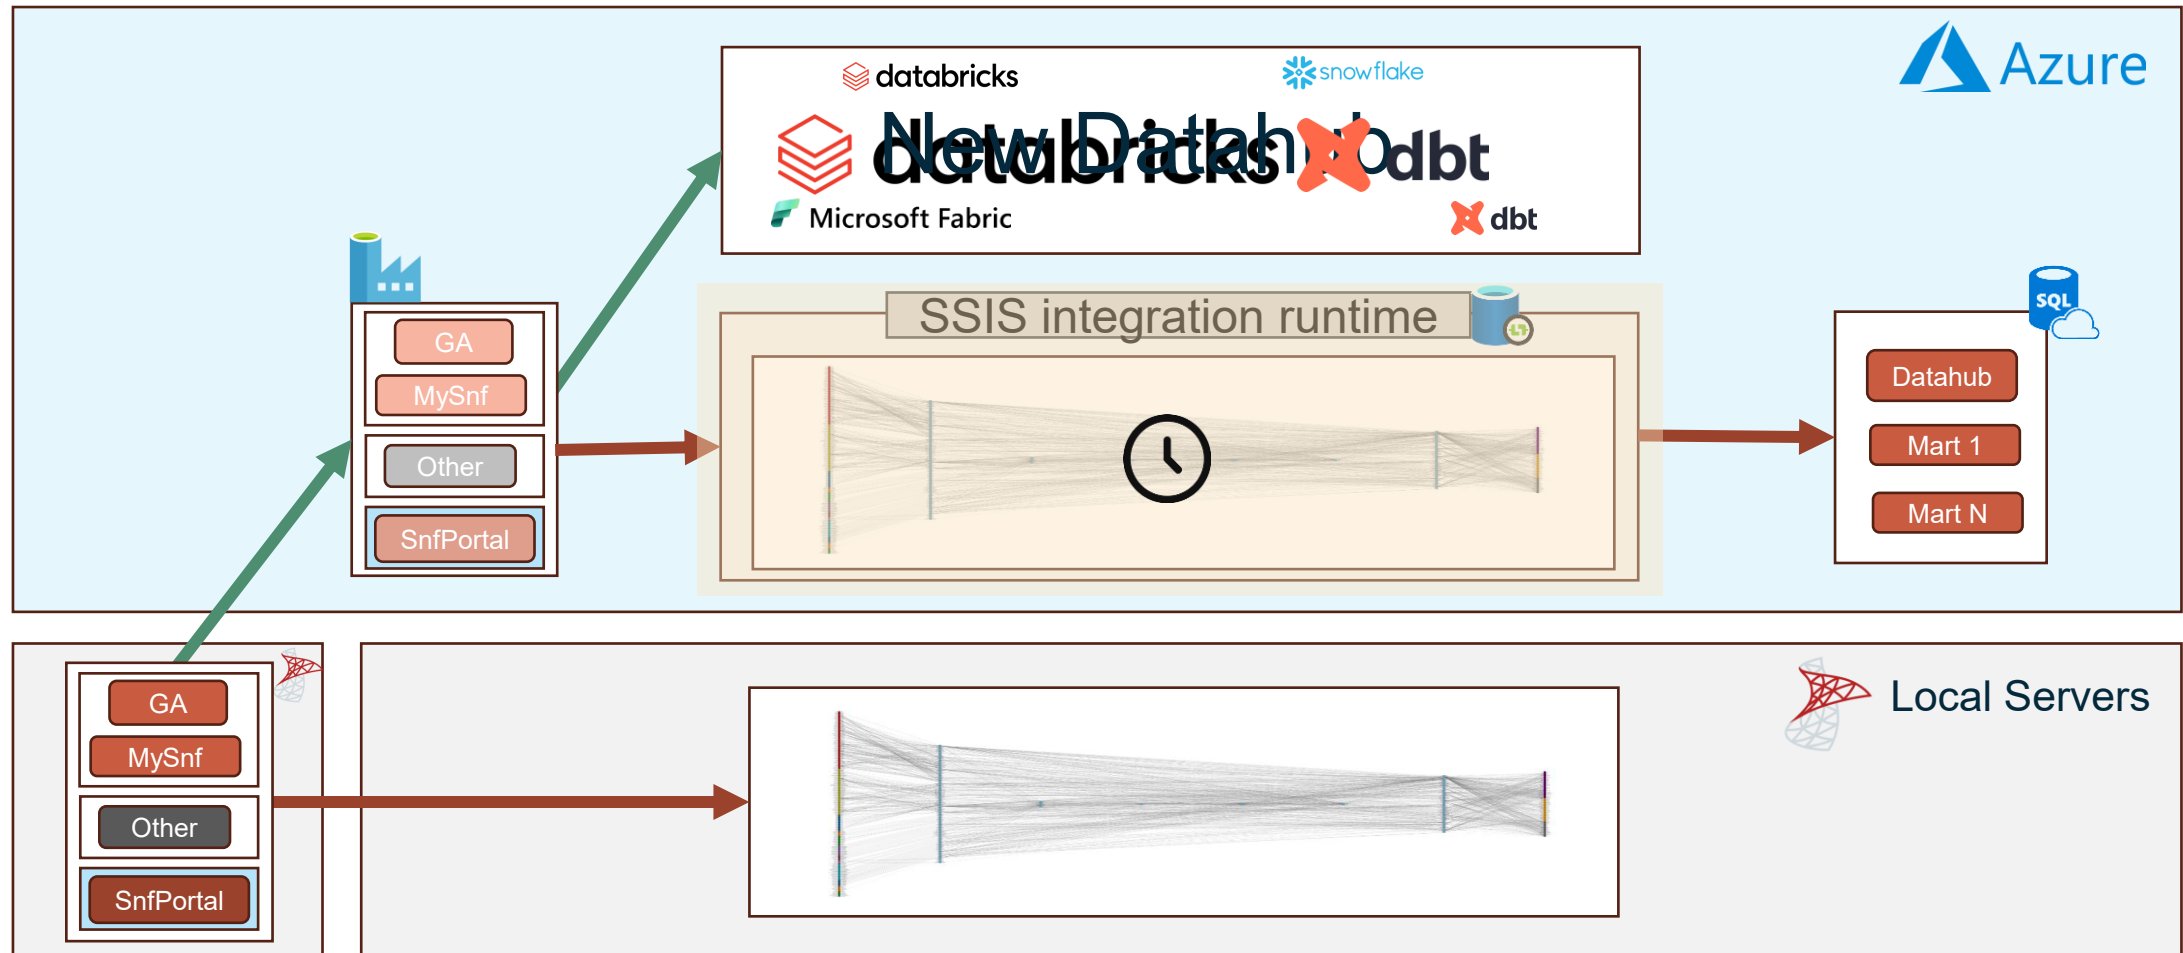 Azure
databricks
snowflake
New Datahub
databricks
dbt
Microsoft Fabric
dbt
GA
MySnf
Other
SnfPortal
SSIS integration runtime
SQL
Datahub
Mart 1
Mart N
GA
MySnf
Other
SnfPortal
Local Servers